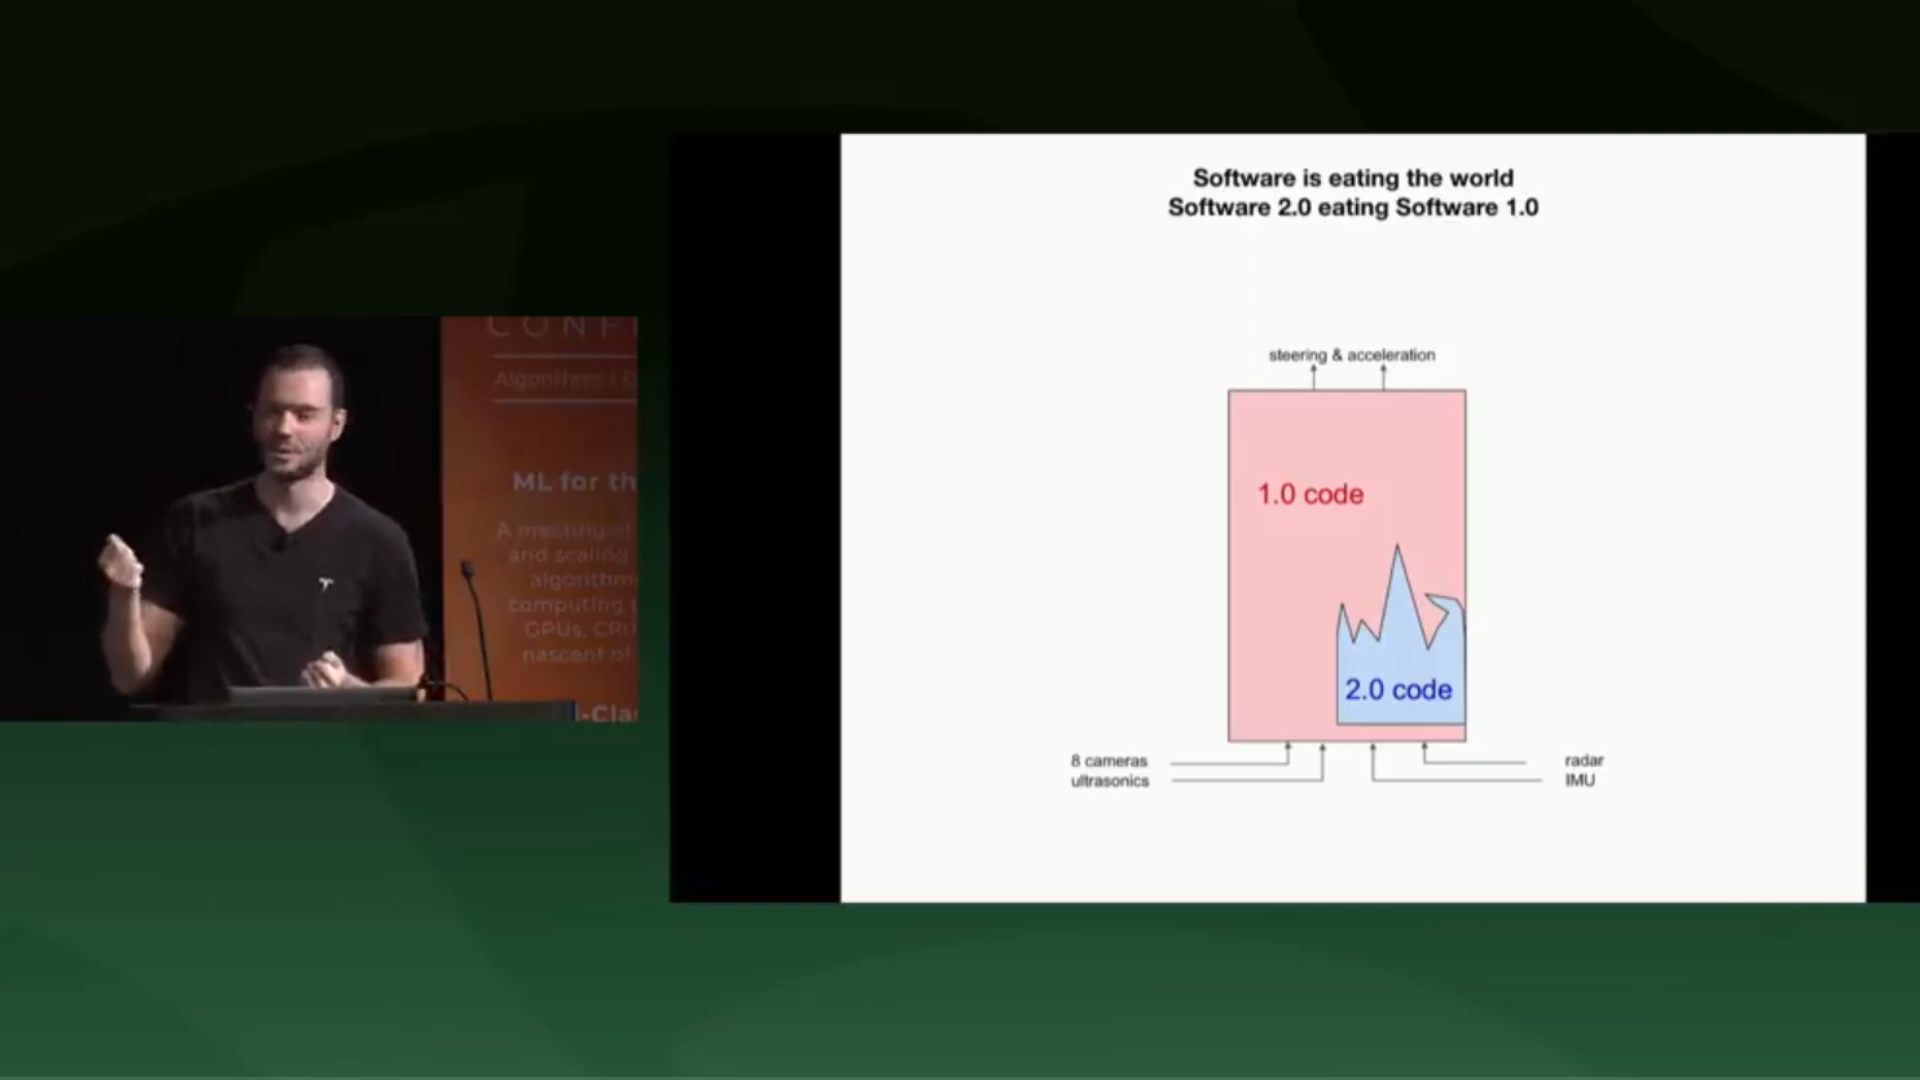 CONF
Algorithms
ML for th
A
and scaling
algorithm
computing
GPUs, CPU
nascent of
i-Cla
Software is eating the world
Software 2.0 eating Software 1.0
steering & acceleration
1.0 code
2.0 code
8 cameras
ultrasonics
radar
IMU